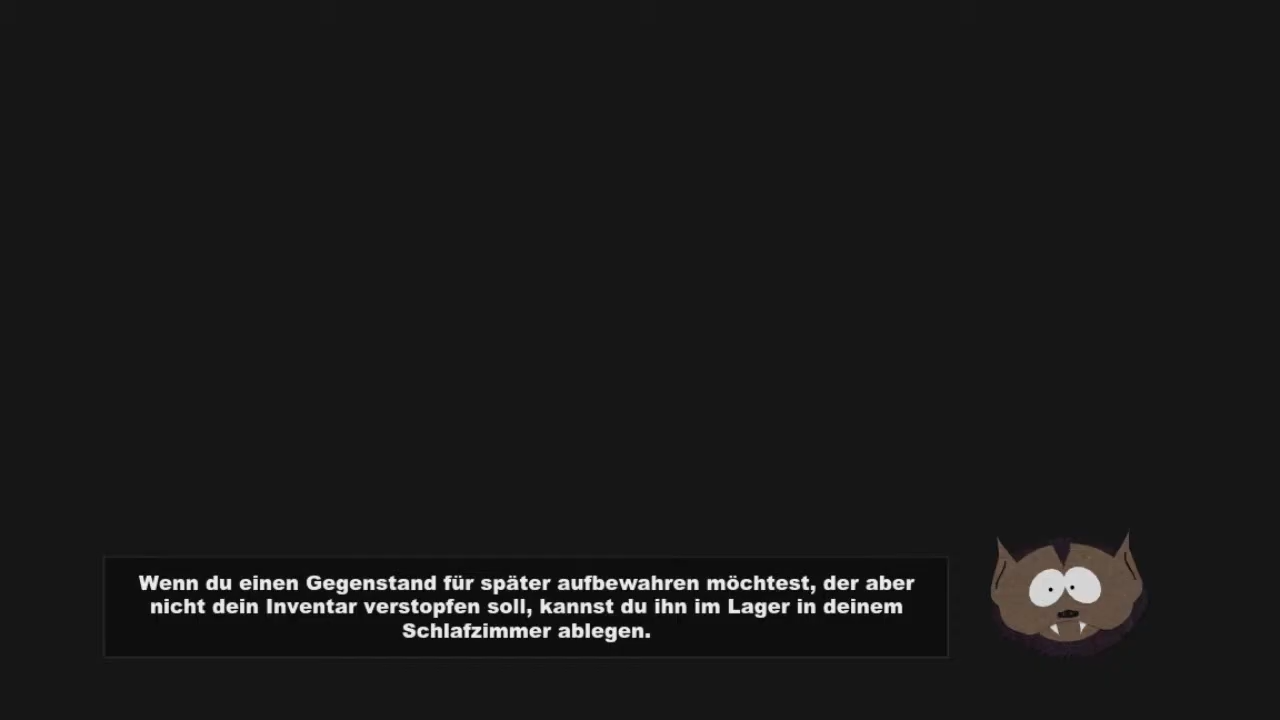 Wenn du einen Gegenstand für später aufbewahren möchtest, der aber
nicht dein Inventar verstopfen soll, kannst du ihn im Lager in deinem
Schlafzimmer ablegen.